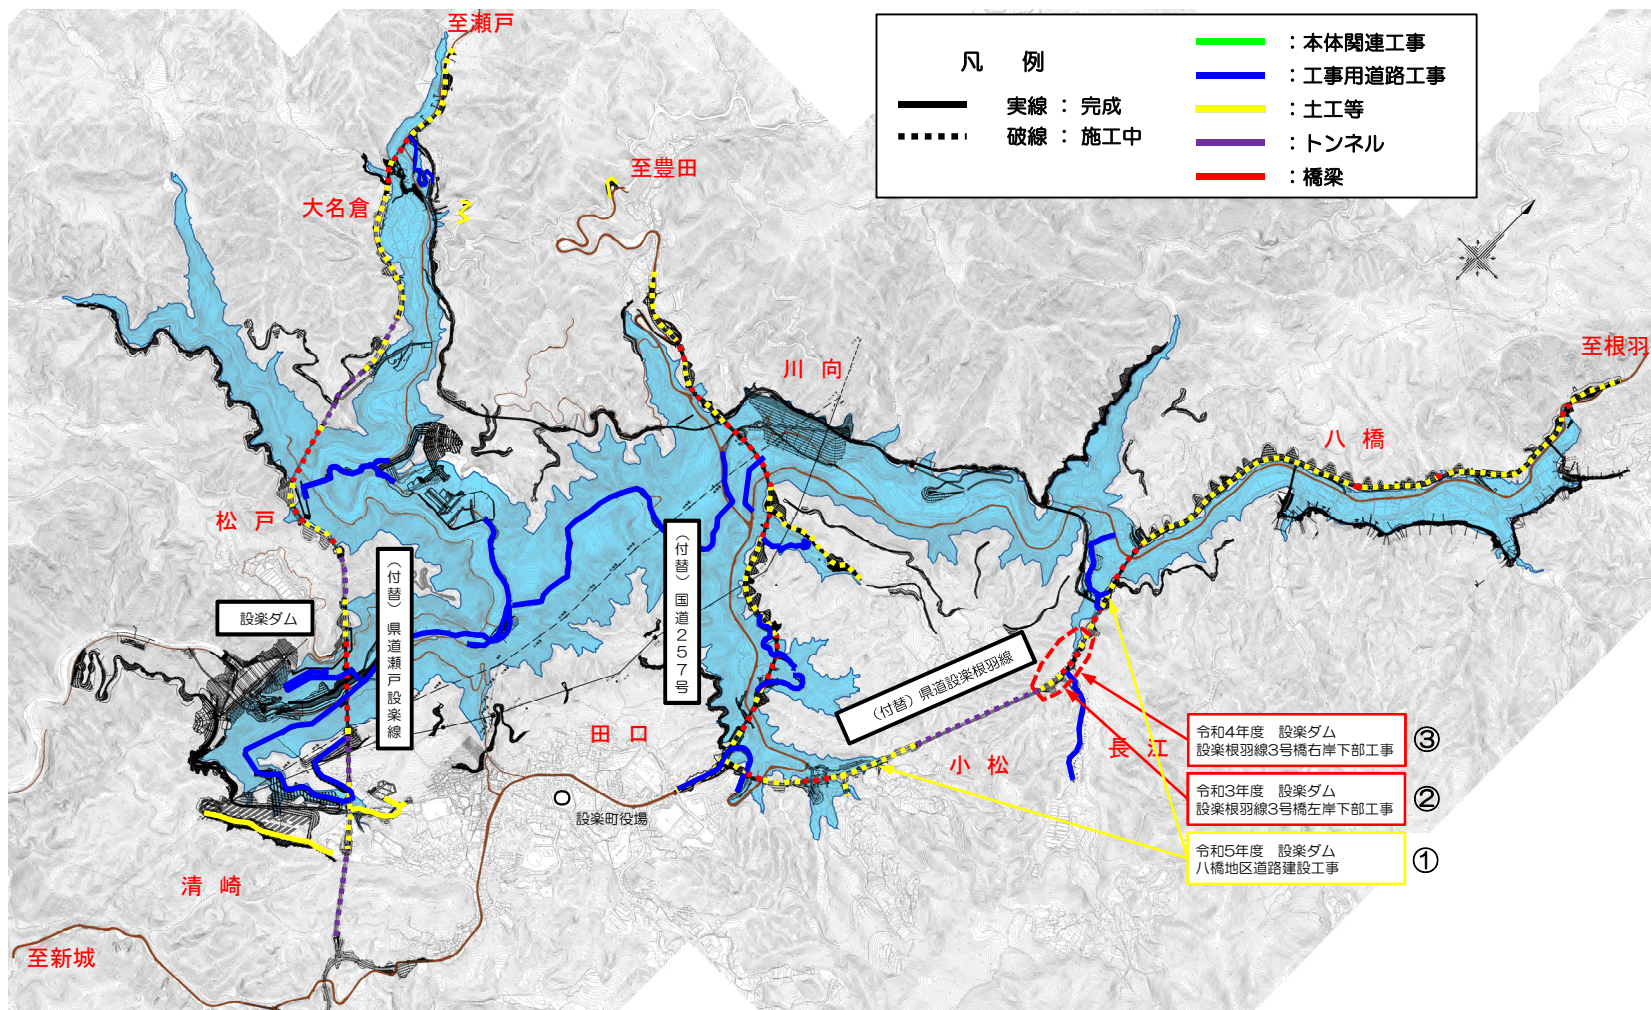 至瀬戸
凡 例
実線 ： 完成
破線 ： 施工中
：本体関連工事
：工事用道路工事
：土工等
：トンネル
：橋梁
至豊田
大名倉
川 向
至根羽
八 橋
松 戸
設楽ダム
（付替）県道瀬戸設楽線
（付替）国道257号
（付替）県道設楽根羽線
田 口
小 松
長 江
設楽町役場
令和4年度 設楽ダム
設楽根羽線3号橋右岸下部工事
③
令和3年度 設楽ダム
設楽根羽線3号橋左岸下部工事
②
令和5年度 設楽ダム
八橋地区道路建設工事
①
清 崎
至新城